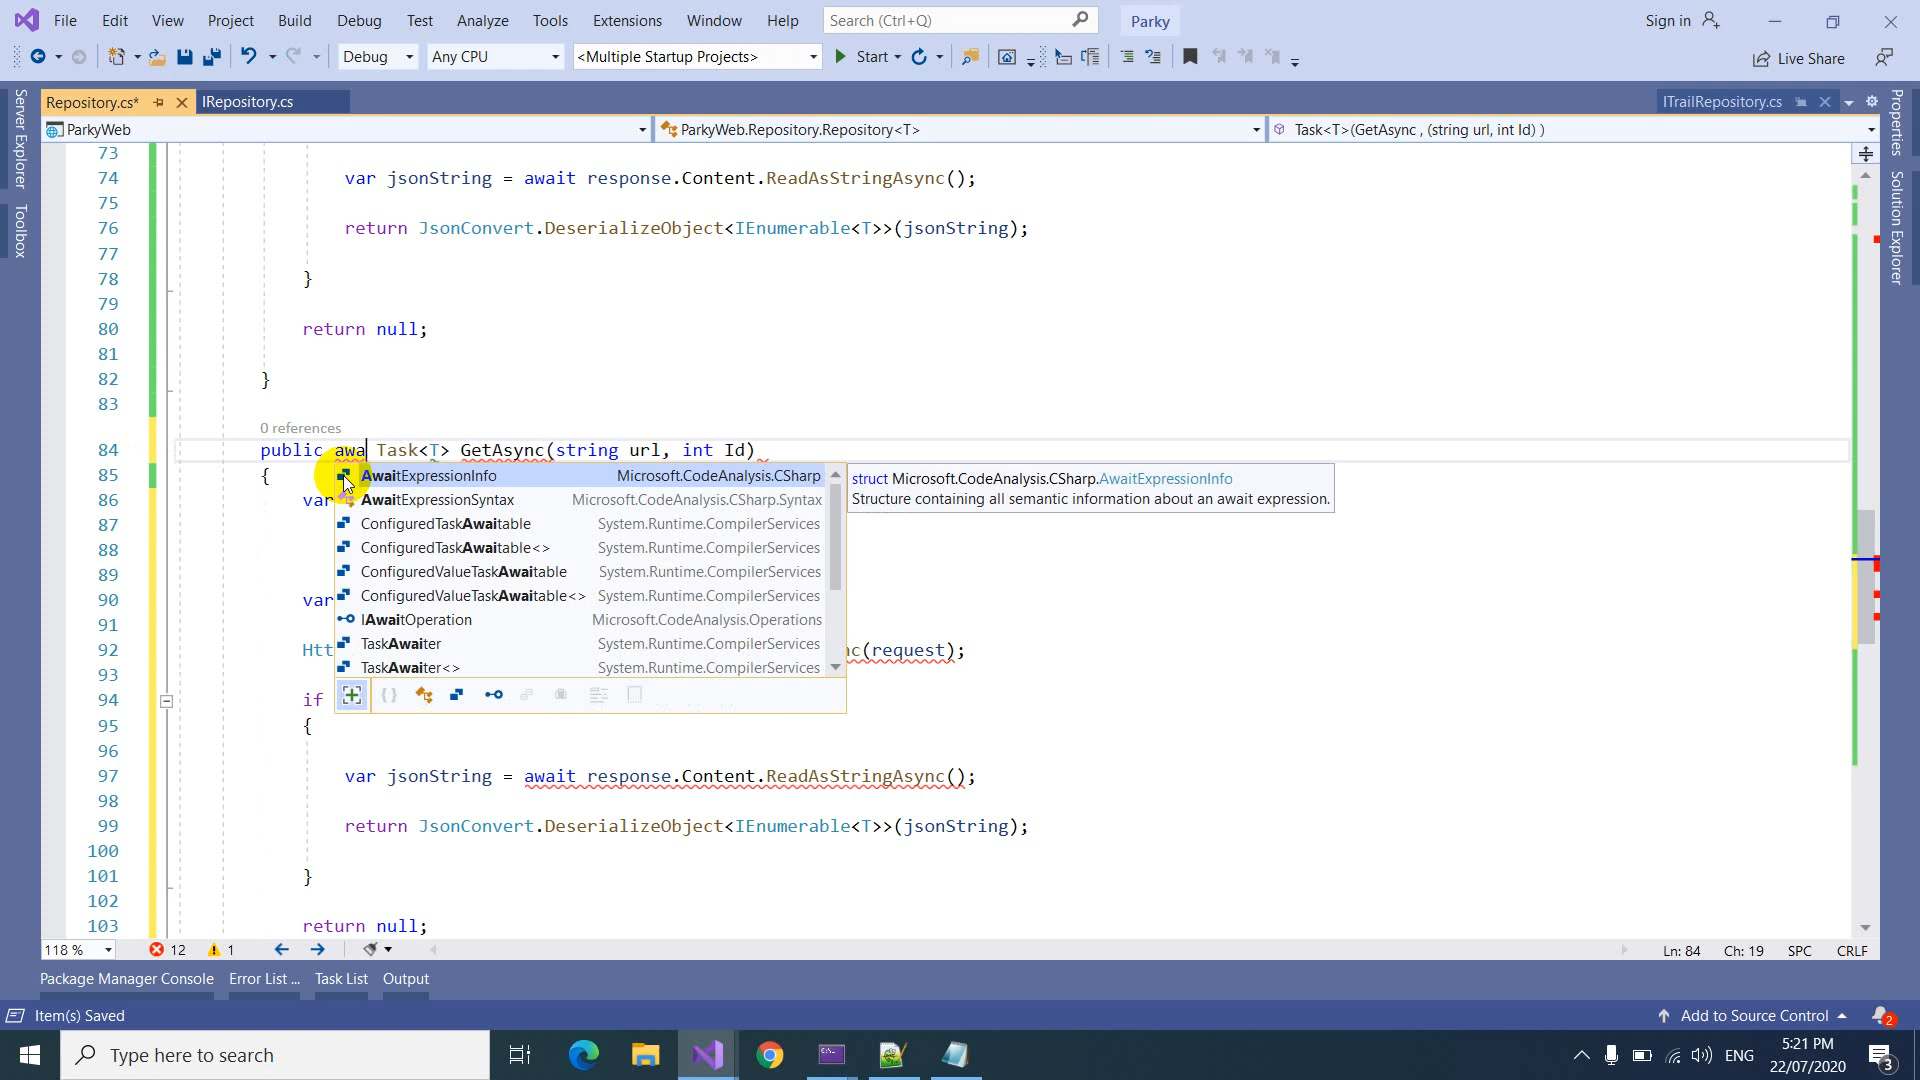 File Edit View Project Build Debug Test Analyze Tools Extensions Window Help Search (Ctrl+Q) Parky Sign in
Debug Any CPU <Multiple Startup Projects> Start Live Share
Repository.cs* IRepository.cs ITrailRepository.cs
ParkyWeb ParkyWeb.Repository.Repository<T> Task<T>(GetAsync , (string url, int Id) )
Server Explorer
Toolbox
Properties
Solution Explorer
73
74 var jsonString = await response.Content.ReadAsStringAsync();
75
76 return JsonConvert.DeserializeObject<IEnumerable<T>>(jsonString);
77
78 }
79
80 return null;
81
82 }
83
0 references
84 public awa Task<T> GetAsync(string url, int Id)
85 {
86 var
87
88
89
90 var
91
92 Htt c(request);
93
94 if
95 {
96
97 var jsonString = await response.Content.ReadAsStringAsync();
98
99 return JsonConvert.DeserializeObject<IEnumerable<T>>(jsonString);
100
101 }
102
103 return null;
AwaitExpressionInfo Microsoft.CodeAnalysis.CSharp
AwaitExpressionSyntax Microsoft.CodeAnalysis.CSharp.Syntax
ConfiguredTaskAwaitable System.Runtime.CompilerServices
ConfiguredTaskAwaitable<> System.Runtime.CompilerServices
ConfiguredValueTaskAwaitable System.Runtime.CompilerServices
ConfiguredValueTaskAwaitable<> System.Runtime.CompilerServices
IAwaitOperation Microsoft.CodeAnalysis.Operations
TaskAwaiter System.Runtime.CompilerServices
TaskAwaiter<> System.Runtime.CompilerServices
struct Microsoft.CodeAnalysis.CSharp.AwaitExpressionInfo
Structure containing all semantic information about an await expression.
118 % 12 1 Ln: 84 Ch: 19 SPC CRLF
Package Manager Console Error List ... Task List Output
Item(s) Saved Add to Source Control 2
Type here to search ENG 5:21 PM
22/07/2020 3